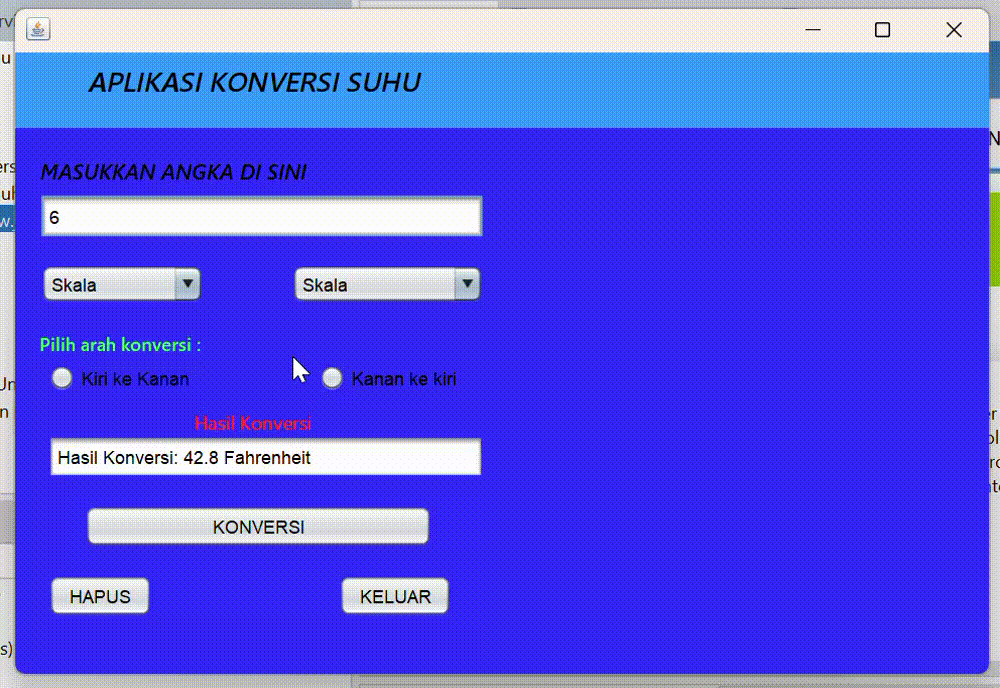 APLIKASI KONVERSI SUHU
MASUKKAN ANGKA DI SINI
6
Skala Skala
Pilih arah konversi :
Kiri ke Kanan Kanan ke kiri
Hasil Konversi
Hasil Konversi: 42.8 Fahrenheit
KONVERSI
HAPUS KELUAR